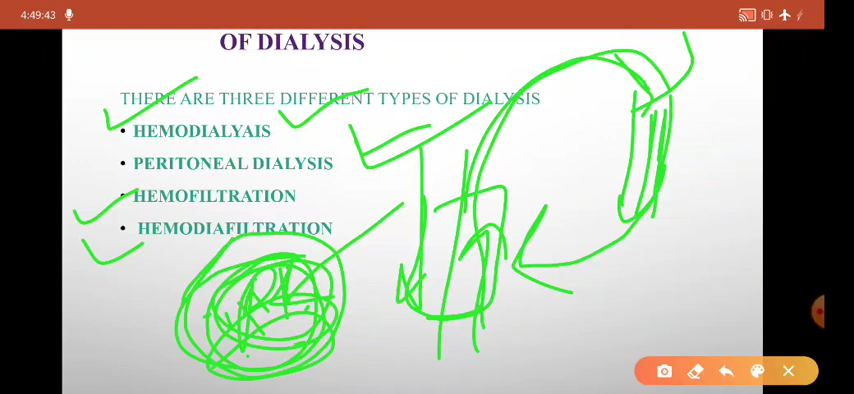 4:49:43
OF DIALYSIS
THERE ARE THREE DIFFERENT TYPES OF DIALYSIS
• HEMODIALYAIS
• PERITONEAL DIALYSIS
• HEMOFILTRATION
• HEMODIAFILTRATION